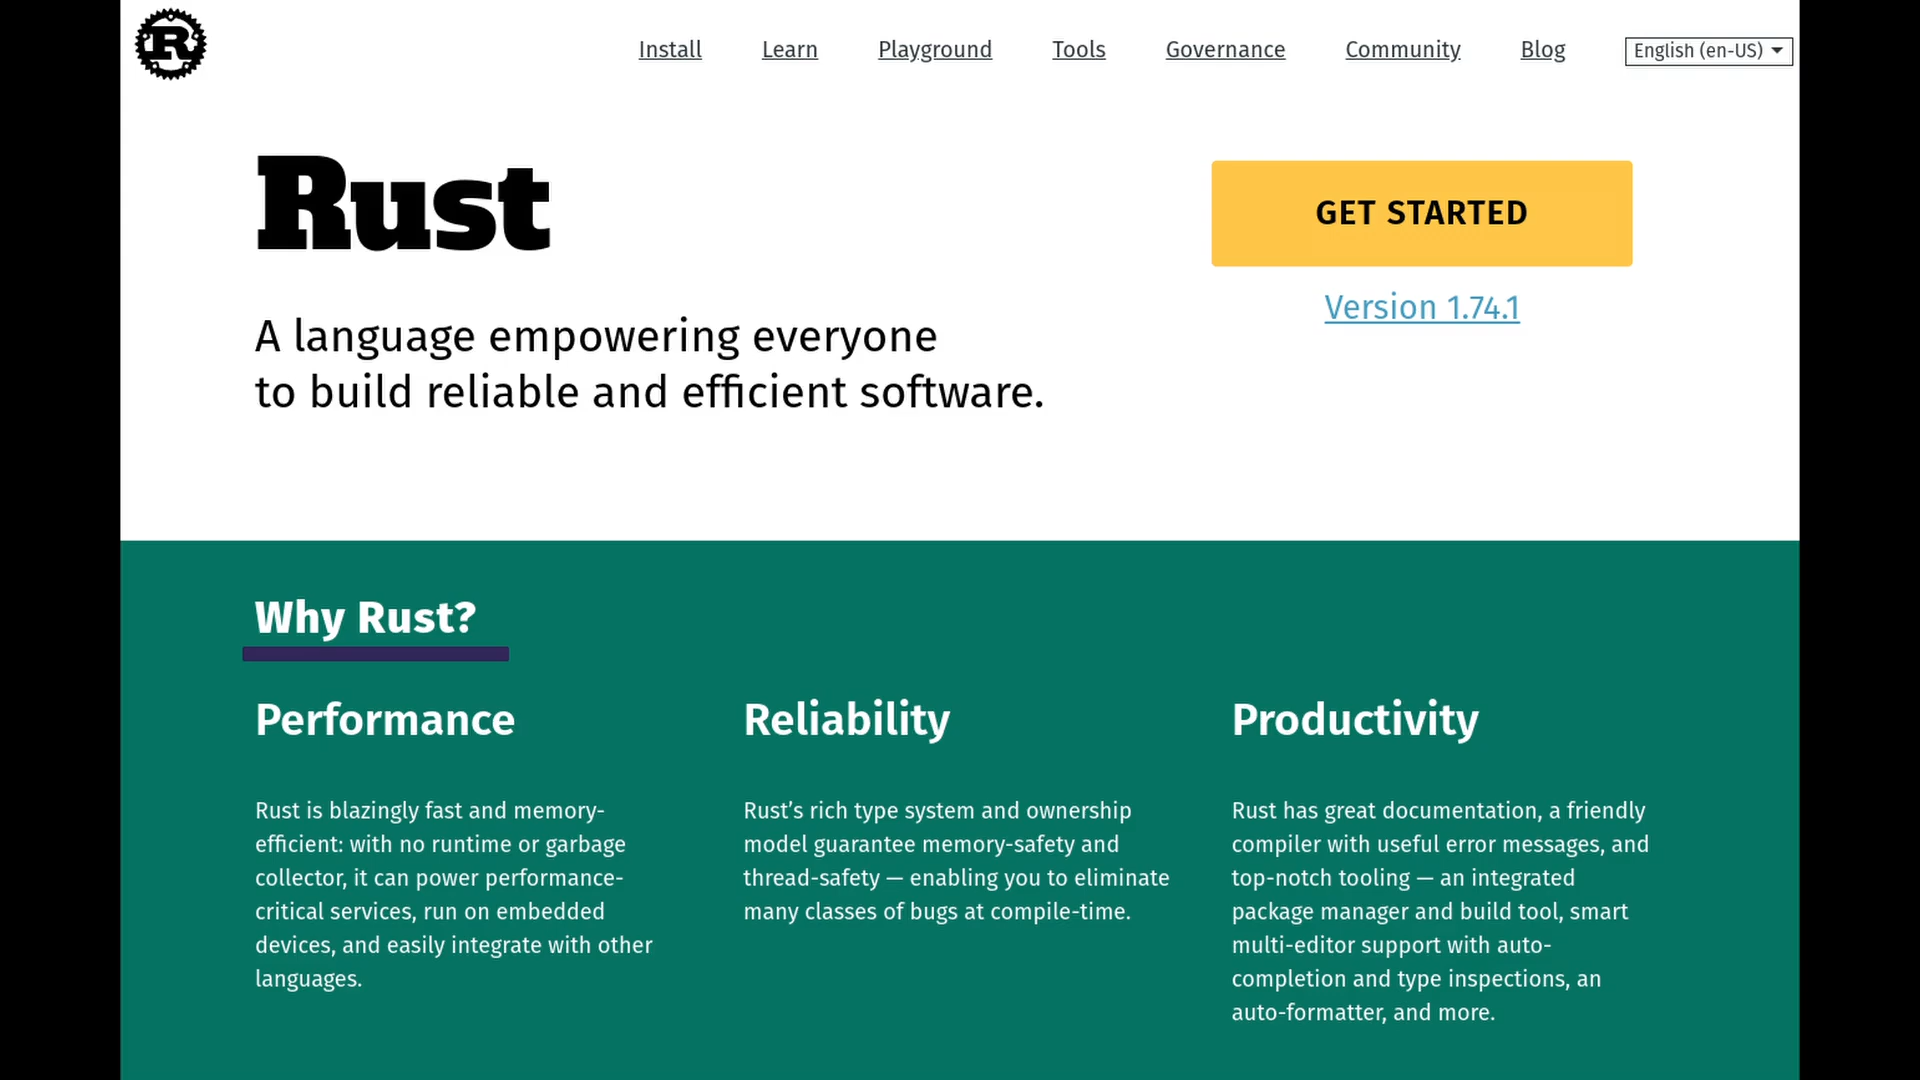 R
Install
Learn
Playground
Tools
Governance
Community
Blog
English (en-US)
Rust
A language empowering everyone
to build reliable and efficient software.
GET STARTED
Version 1.74.1
Why Rust?
Performance
Rust is blazingly fast and memory-
efficient: with no runtime or garbage
collector, it can power performance-
critical services, run on embedded
devices, and easily integrate with other
languages.
Reliability
Rust’s rich type system and ownership
model guarantee memory-safety and
thread-safety — enabling you to eliminate
many classes of bugs at compile-time.
Productivity
Rust has great documentation, a friendly
compiler with useful error messages, and
top-notch tooling — an integrated
package manager and build tool, smart
multi-editor support with auto-
completion and type inspections, an
auto-formatter, and more.